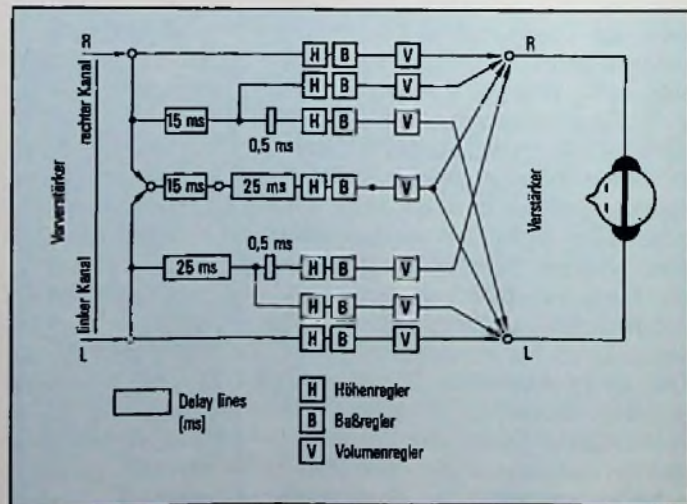 R
H B V
R
rechter Kanal
H B V
15 ms
H B V
0,5 ms
Vorverstärker
15 ms
25 ms
H B
V
Verstärker
0,5 ms
linker Kanal
25 ms
H B V
H B V
L
H B V
L
Delay lines
(ms)
H Höhenregler
B Baßregler
V Volumenregler